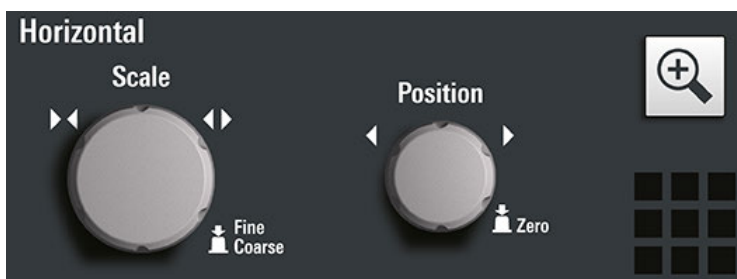 Horizontal
Scale
Position
Fine
Coarse
Zero